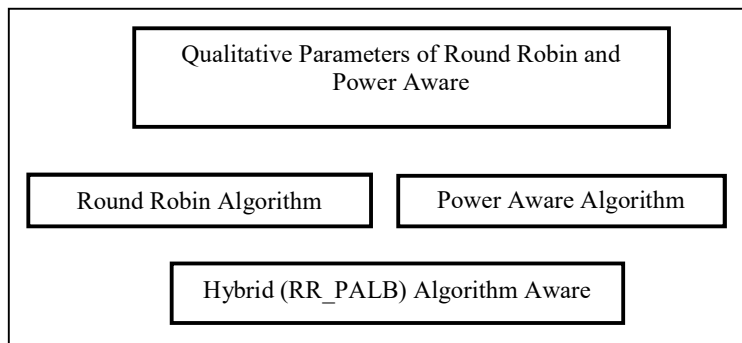 Qualitative Parameters of Round Robin and
Power Aware
Round Robin Algorithm
Power Aware Algorithm
Hybrid (RR_PALB) Algorithm Aware